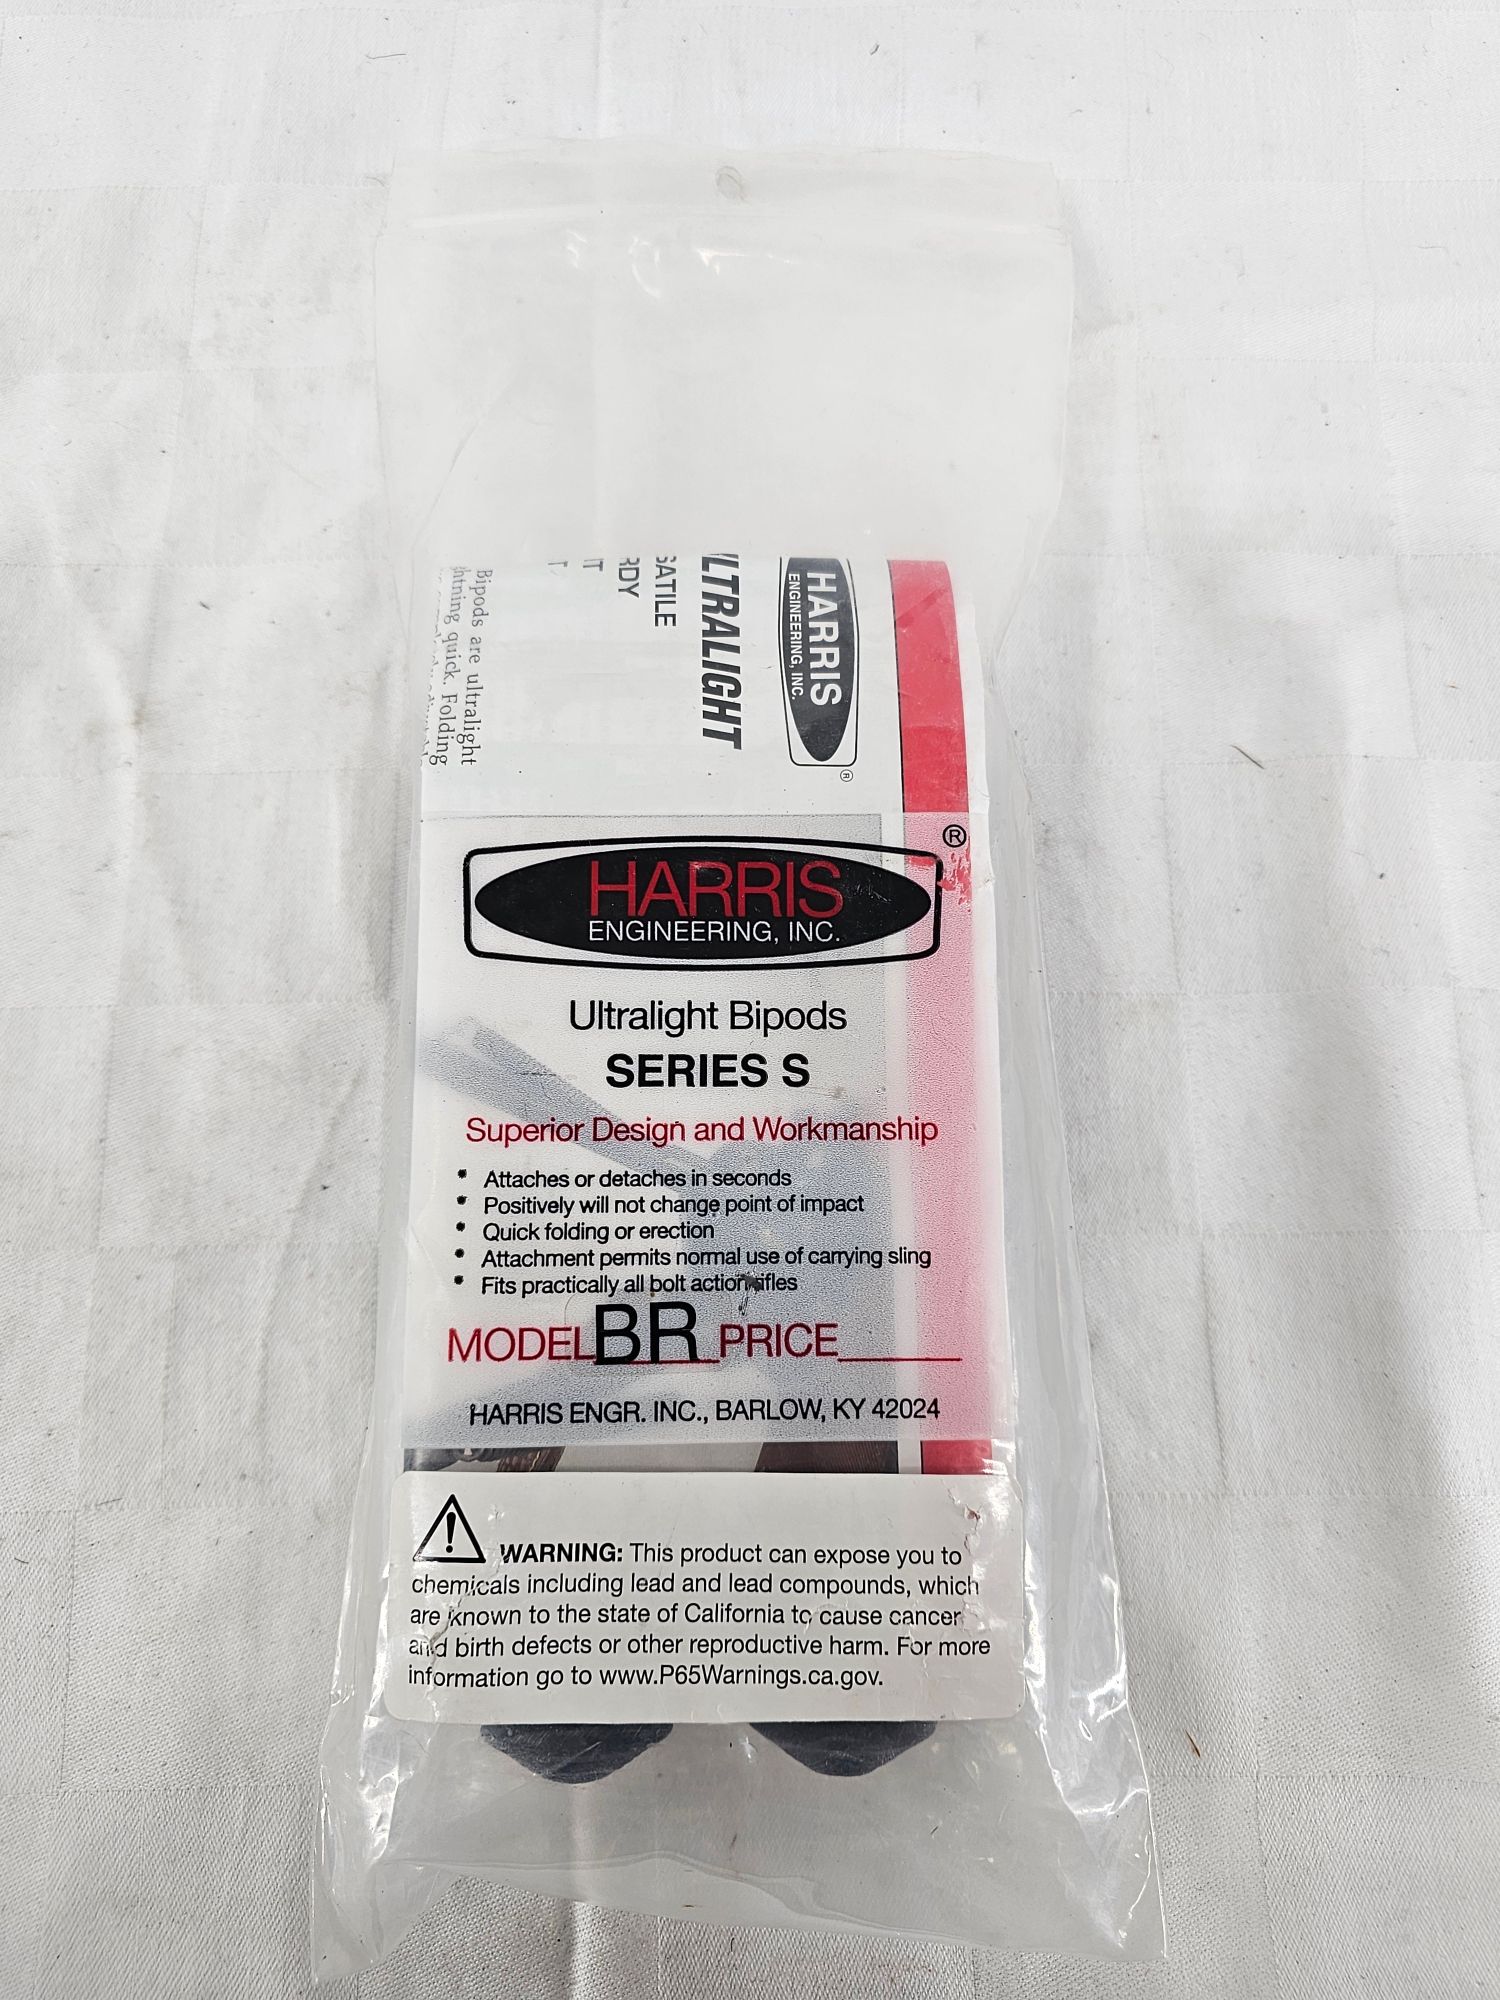 HARRIS
ENGINEERING, INC.
®
ULTRALIGHT
Bipods are ultralight
quick. Folding
®
HARRIS
ENGINEERING, INC.
Ultralight Bipods
SERIES S
Superior Design and Workmanship
• Attaches or detaches in seconds
• Positively will not change point of impact
• Quick folding or erection
• Attachment permits normal use of carrying sling
• Fits practically all bolt action rifles
MODEL BR PRICE______
HARRIS ENGR. INC., BARLOW, KY 42024
WARNING: This product can expose you to
chemicals including lead and lead compounds, which
are known to the state of California to cause cancer
and birth defects or other reproductive harm. For more
information go to www.P65Warnings.ca.gov.